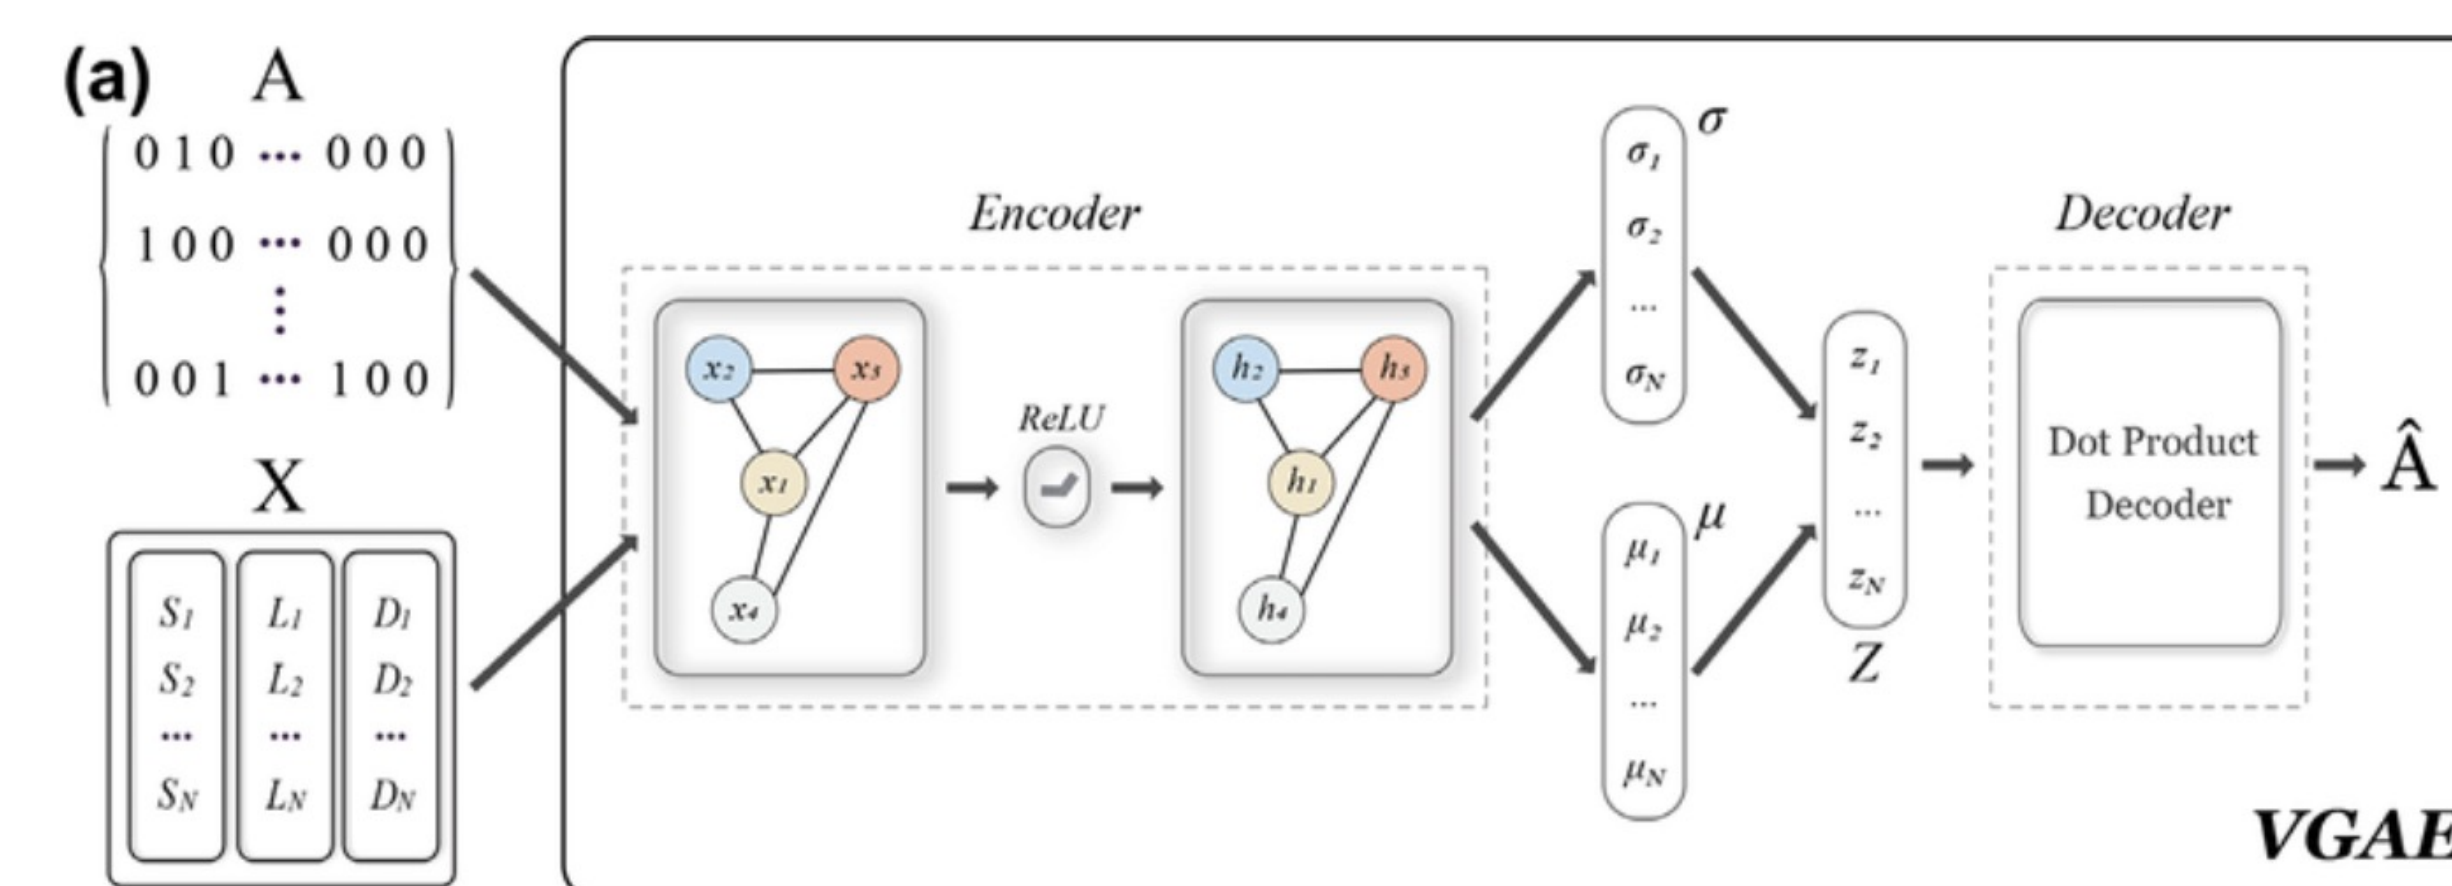 (a) A
0 1 0 ... 0 0 0
1 0 0 ... 0 0 0
⋮
0 0 1 ... 1 0 0
X
S1 L1 D1
S2 L2 D2
... ... ...
SN LN DN
Encoder
x2 x3
x1
x4
ReLU
h2 h3
h1
h4
σ
σ1
σ2
...
σN
μ
μ1
μ2
...
μN
z1
z2
...
zN
Z
Decoder
Dot Product
Decoder
Â
VGAE